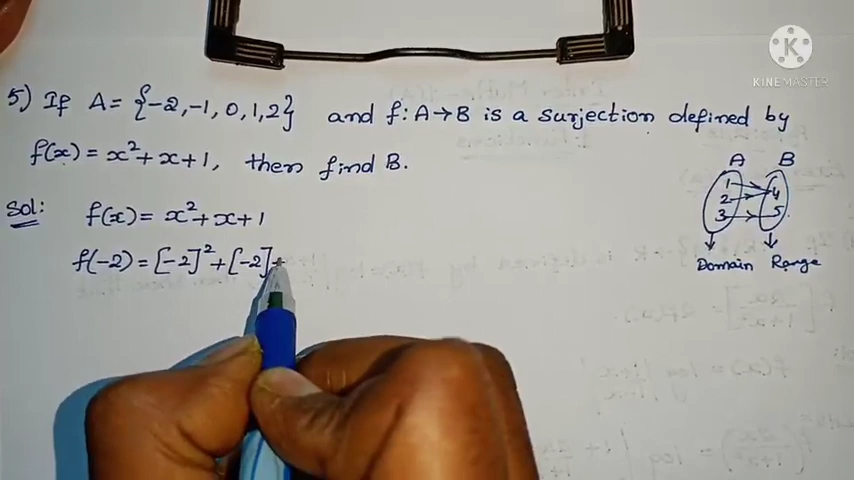 K
KINEMASTER
5) If A = {-2, -1, 0, 1, 2} and f: A→B is a surjection defined by
f(x) = x² + x + 1, then find B.
A B
1 4
2 5
3
Domain Range
Sol: f(x) = x² + x + 1
f(-2) = [-2]² + [-2] +